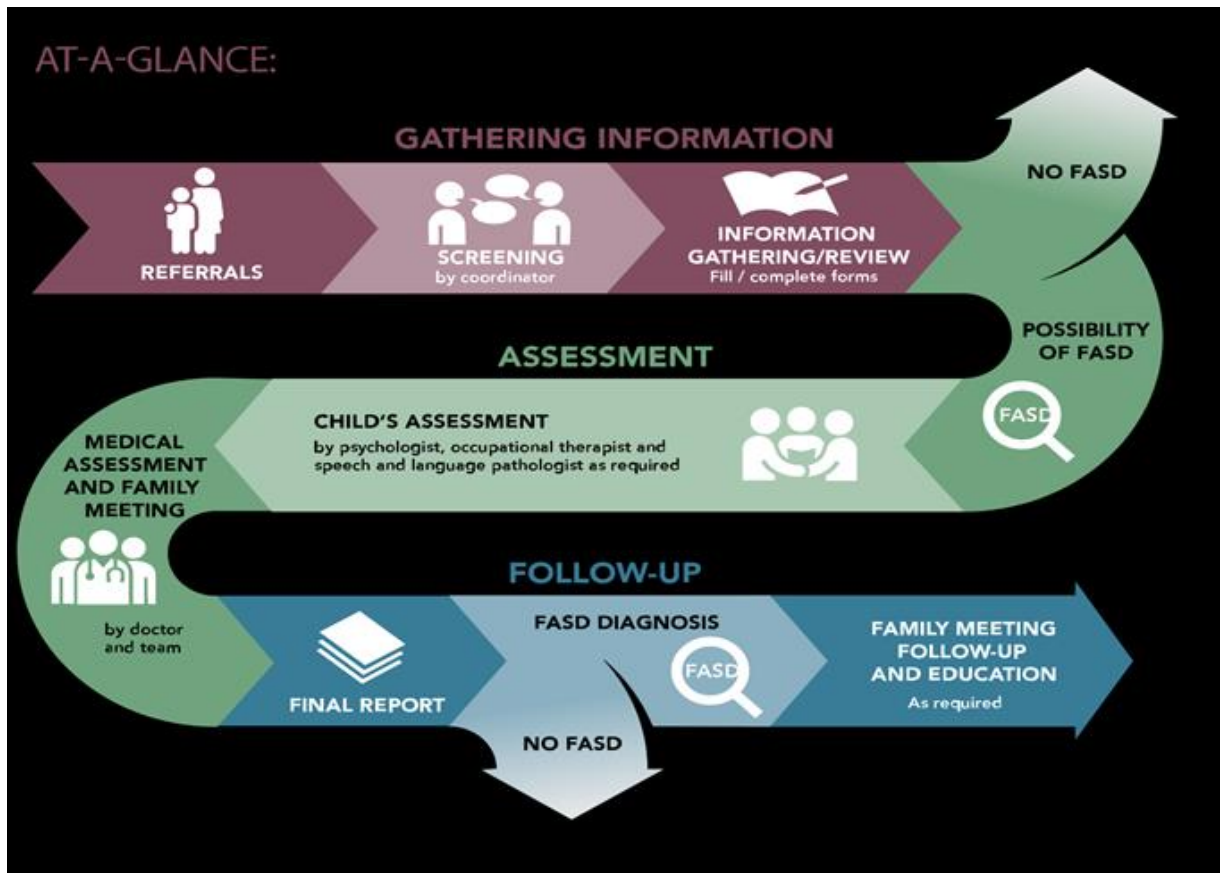 AT-A-GLANCE:
GATHERING INFORMATION
REFERRALS
SCREENING
by coordinator
INFORMATION
GATHERING/REVIEW
Fill / complete forms
NO FASD
POSSIBILITY
OF FASD
FASD
ASSESSMENT
CHILD'S ASSESSMENT
by psychologist, occupational therapist and
speech and language pathologist as required
MEDICAL
ASSESSMENT
AND FAMILY
MEETING
by doctor
and team
FOLLOW-UP
FINAL REPORT
FASD DIAGNOSIS
FASD
NO FASD
FAMILY MEETING
FOLLOW-UP
AND EDUCATION
As required